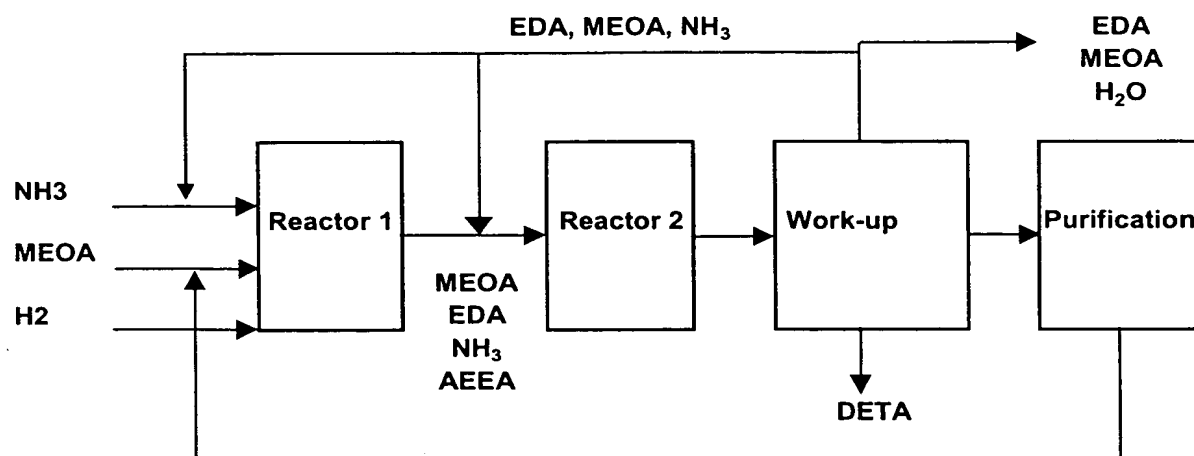 EDA, MEOA, NH₃
EDA
MEOA
H₂O
NH3
MEOA
H2
Reactor 1
Reactor 2
Work-up
Purification
MEOA
EDA
NH₃
AEEA
DETA